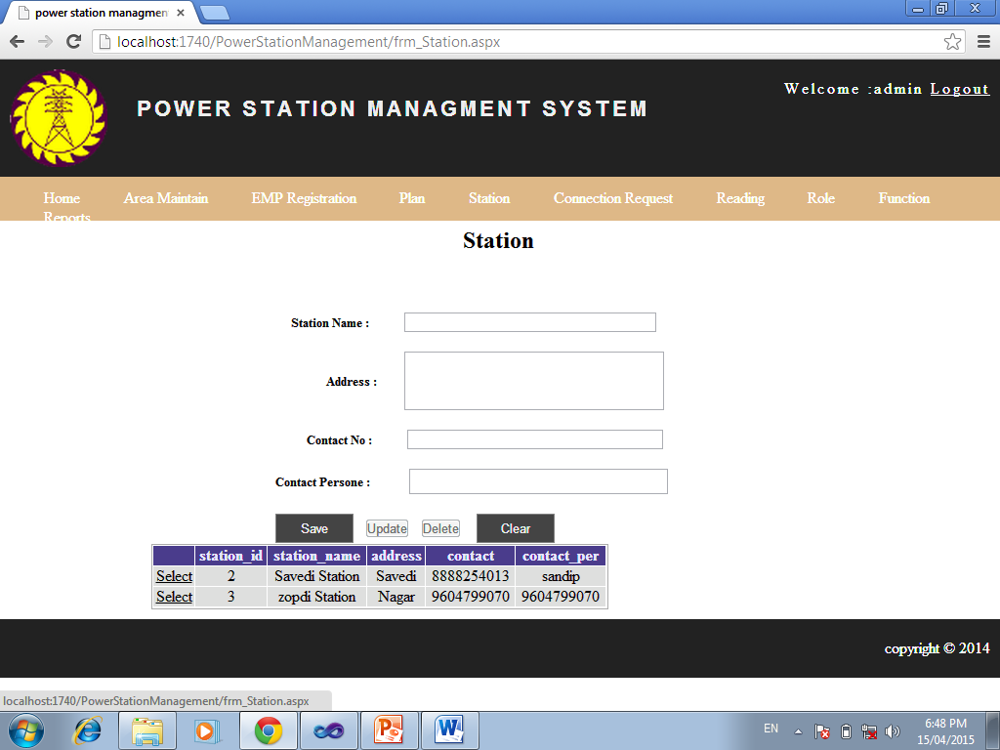 power station managmen
localhost:1740/PowerStationManagement/frm_Station.aspx
Welcome :admin Logout
POWER STATION MANAGMENT SYSTEM
Home Area Maintain EMP Registration Plan Station Connection Request Reading Role Function
Reports
Station
Station Name :
Address :
Contact No :
Contact Persone :
Save Update Delete Clear
station_id station_name address contact contact_per
Select 2 Savedi Station Savedi 8888254013 sandip
Select 3 zopdi Station Nagar 9604799070 9604799070
copyright © 2014
localhost:1740/PowerStationManagement/frm_Station.aspx
EN 6:48 PM
15/04/2015